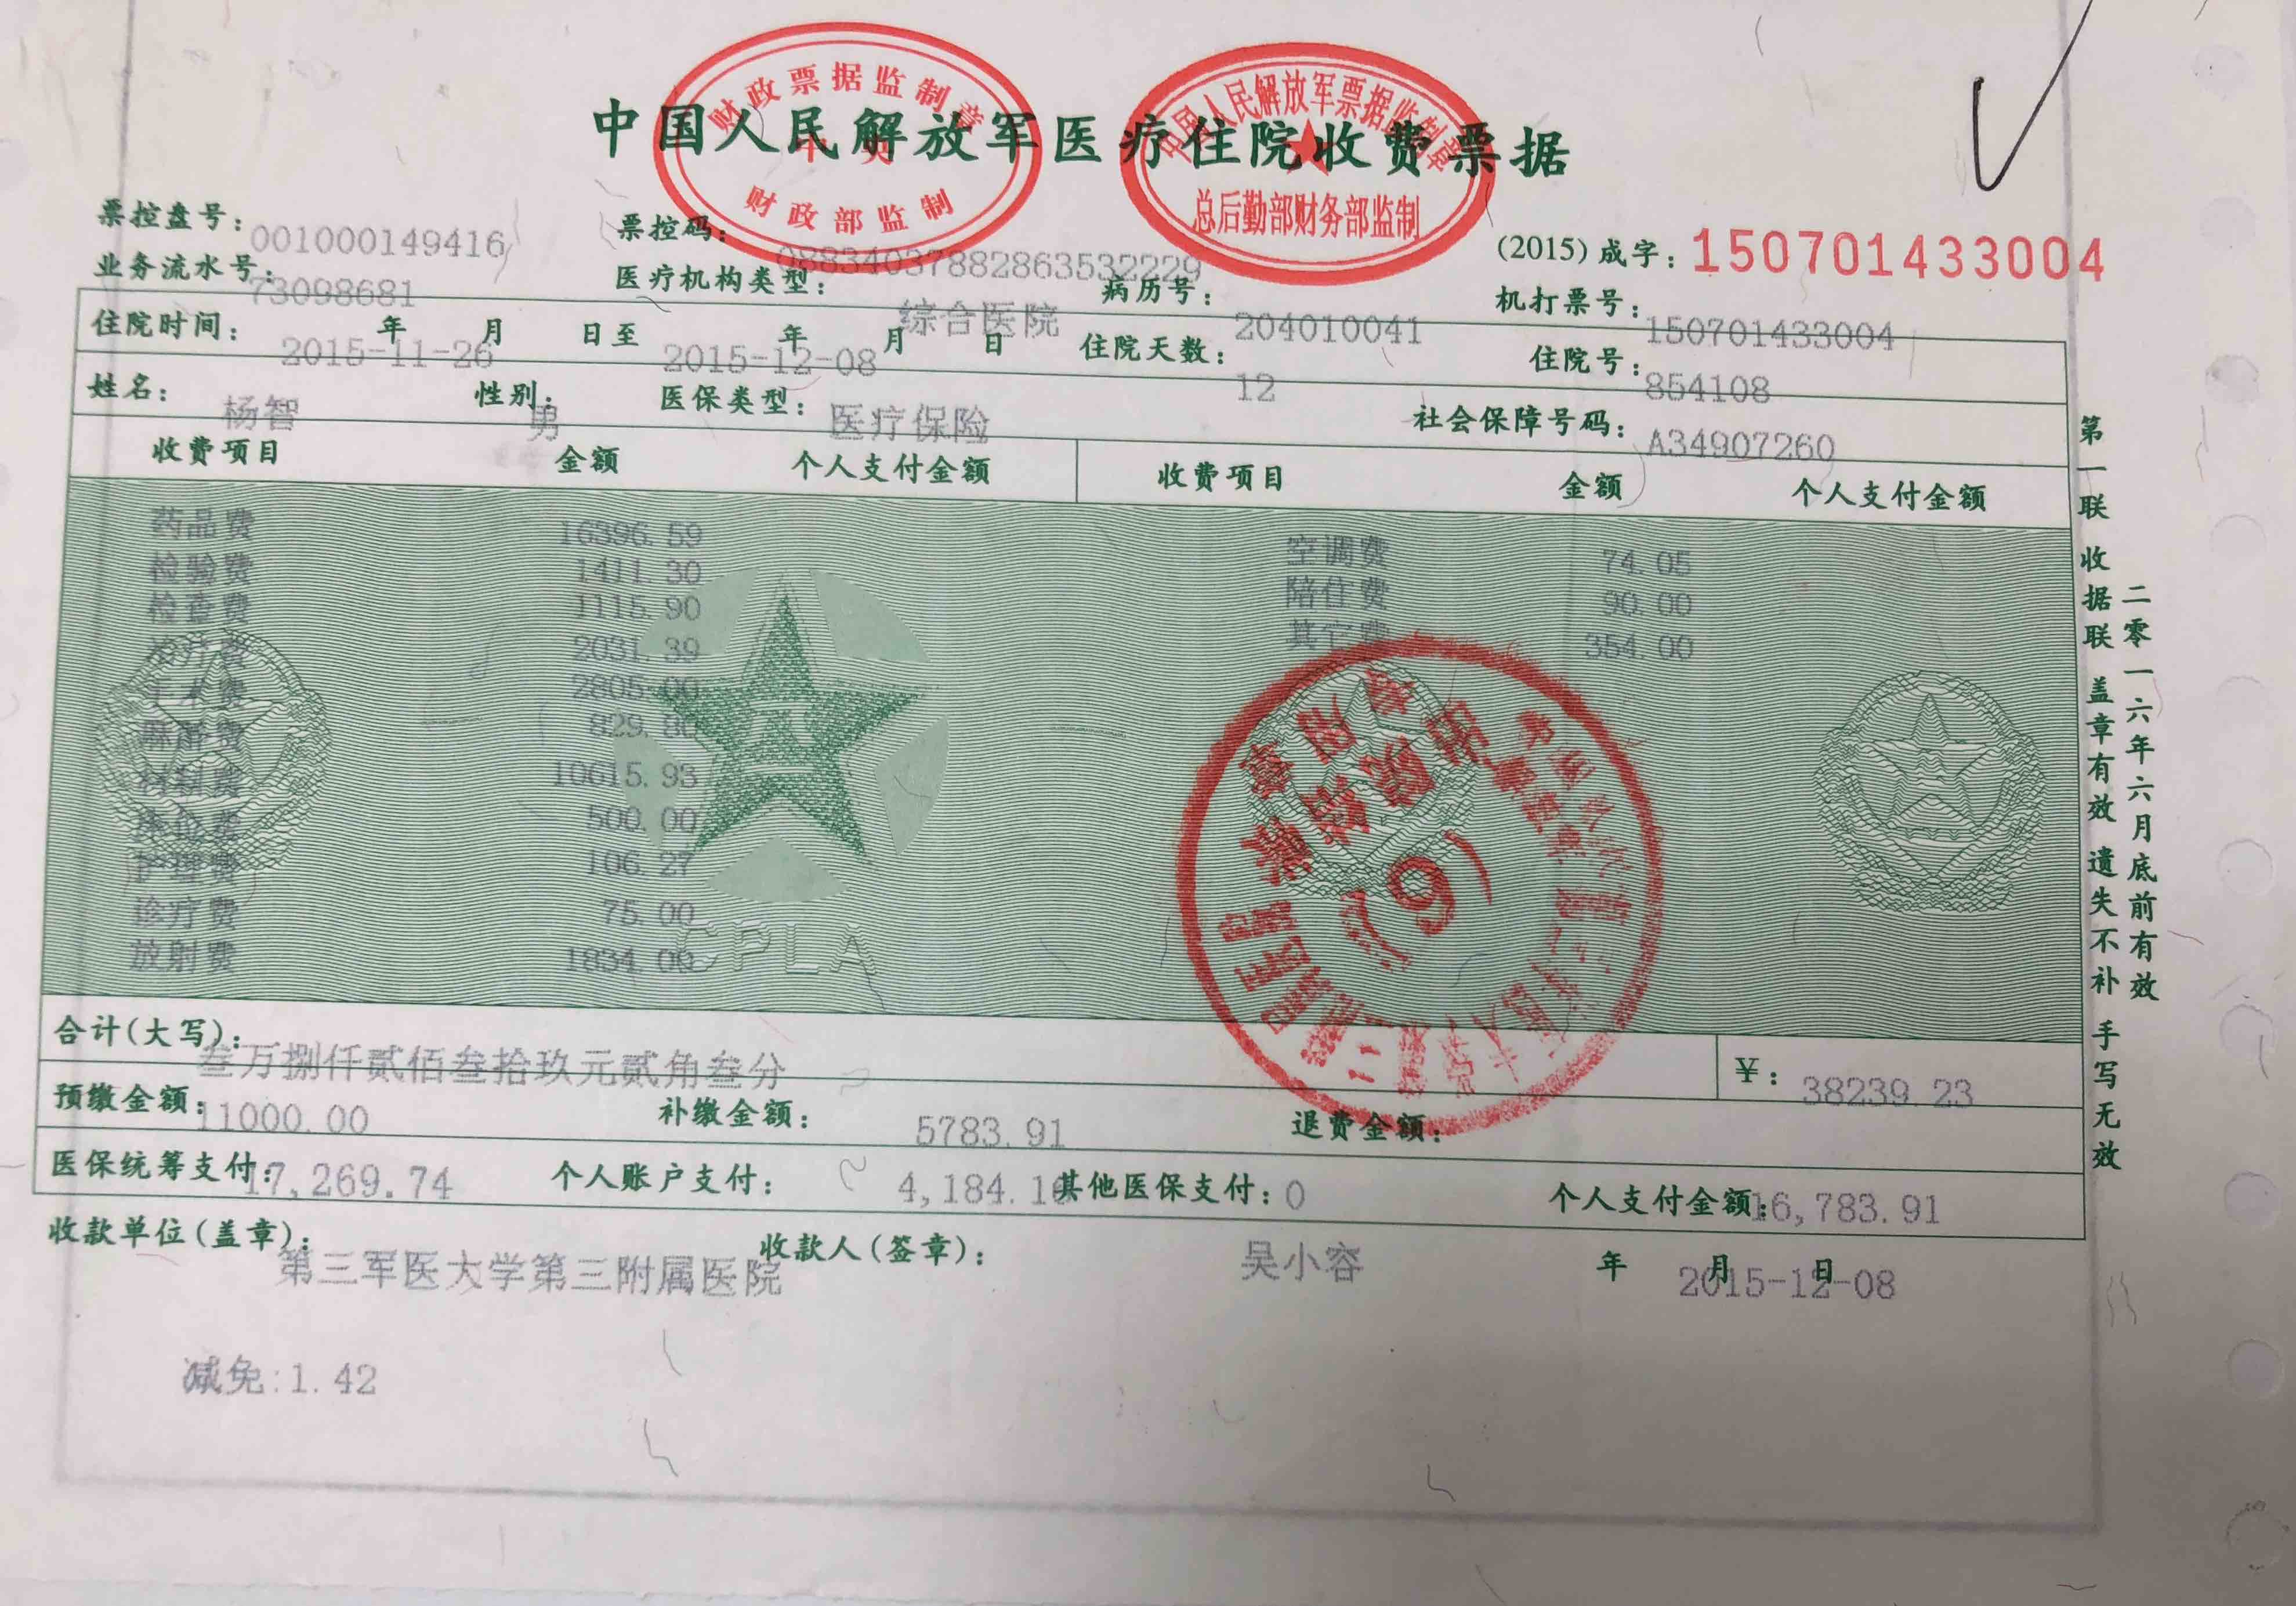 中国人民解放军医疗住院收费票据
财政票据监制章
财政部监制
中国人民解放军票据监制章
总后勤部财务部监制
票控盘号：001000149416 票控码：08834037882863532229 (2015)成字：150701433004
业务流水号：73098681 医疗机构类型：综合医院 病历号：204010041 机打票号：150701433004
住院时间：2015-11-26 年 月 日至 2015-12-08 年 月 日 住院天数：12 住院号：854108
姓名：杨智 性别：男 医保类型：医疗保险 社会保障号码：A34907260
收费项目 金额 个人支付金额 收费项目 金额 个人支付金额
药品费 16396.59 空调费 74.05
检验费 1411.30 陪住费 90.00
检查费 1115.90 其它费 354.00
治疗费 2031.39
手术费 2805.00
麻醉费 829.80
材料费 10615.93
床位费 500.00
护理费 106.27
诊疗费 75.00
放射费 1834.00
CPLA
(9)
合计(大写)：叁万捌仟贰佰叁拾玖元贰角叁分 ¥：38239.23
预缴金额：11000.00 补缴金额：5783.91 退费金额：
医保统筹支付：17,269.74 个人账户支付：4,184.16 其他医保支付：0 个人支付金额：16,783.91
收款单位(盖章)：第三军医大学第三附属医院 收款人(签章)：吴小容 年 月 日 2015-12-08
减免:1.42
第一联 收据联 盖章有效 遗失不补 手写无效
二零一六年六月底前有效